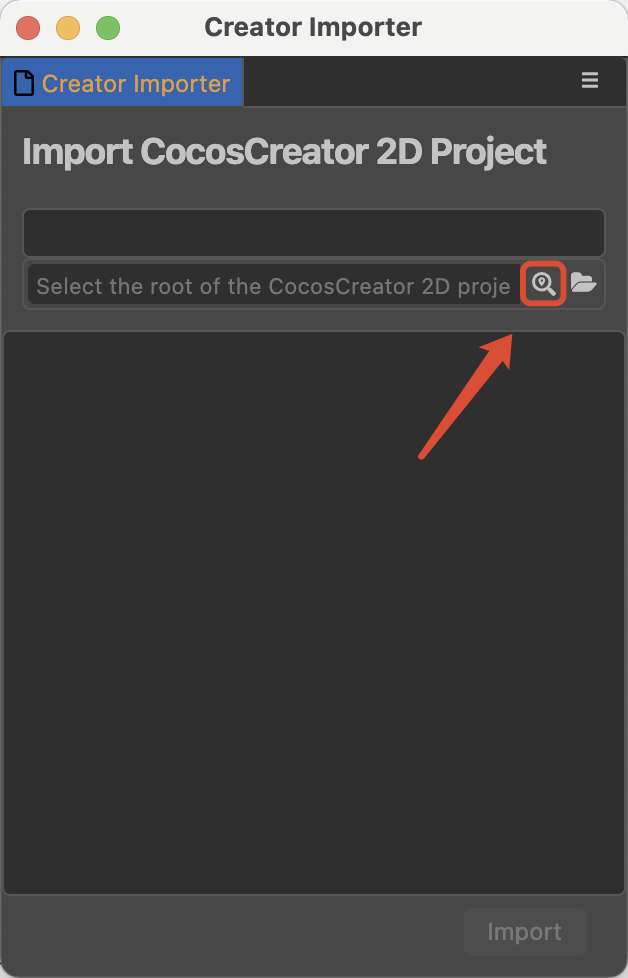 Creator Importer
Creator Importer
Import CocosCreator 2D Project
Select the root of the CocosCreator 2D proje
Import